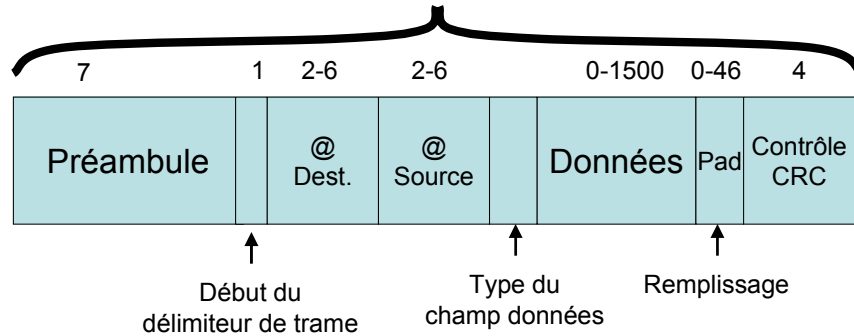 7 1 2-6 2-6 0-1500 0-46 4
Préambule
@
Dest.
@
Source
Données
Pad
Contrôle
CRC
Début du
délimiteur de trame
Type du
champ données
Remplissage